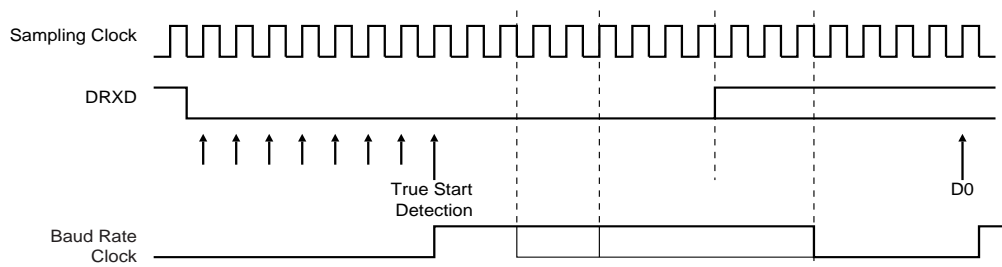 Sampling Clock
DRXD
True Start
Detection
D0
Baud Rate
Clock